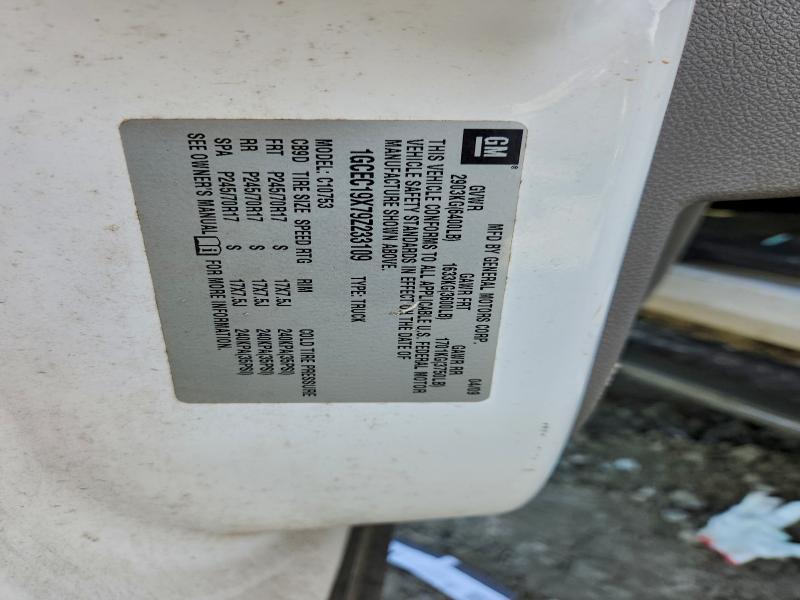 GM®
MFD BY GENERAL MOTORS CORP. 04/09
GVWR GAWR FRT GAWR RR
2903KG(6400LB) 1633KG(3600LB) 1701KG(3750LB)
THIS VEHICLE CONFORMS TO ALL APPLICABLE U.S. FEDERAL MOTOR
VEHICLE SAFETY STANDARDS IN EFFECT ON THE DATE OF
MANUFACTURE SHOWN ABOVE.
1GCEC19X79Z233109 TYPE: TRUCK
MODEL: C10753
C89D TIRE SIZE SPEED RTG RIM COLD TIRE PRESSURE
FRT P245/70R17 S 17X7.5J 240KPA(35PSI)
RR P245/70R17 S 17X7.5J 240KPA(35PSI)
SPA P245/70R17 S 17X7.5J 240KPA(35PSI)
SEE OWNER'S MANUAL FOR MORE INFORMATION.